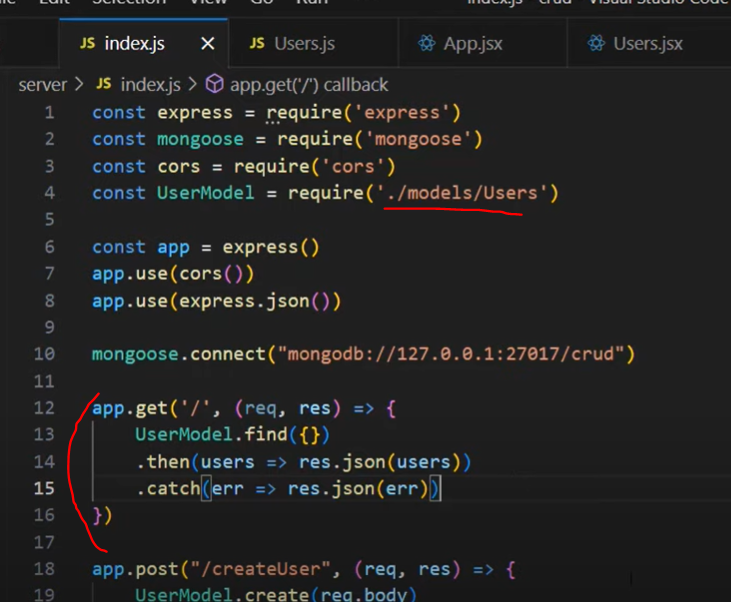 Edit Selection View Go Run index.js - crud - Visual Studio Code
JS index.js × JS Users.js App.jsx Users.jsx
server > JS index.js > app.get('/') callback
1 const express = require('express')
2 const mongoose = require('mongoose')
3 const cors = require('cors')
4 const UserModel = require('./models/Users')
5
6 const app = express()
7 app.use(cors())
8 app.use(express.json())
9
10 mongoose.connect("mongodb://127.0.0.1:27017/crud")
11
12 app.get('/', (req, res) => {
13 UserModel.find({})
14 .then(users => res.json(users))
15 .catch(err => res.json(err))
16 })
17
18 app.post("/createUser", (req, res) => {
19 UserModel.create(req.body)